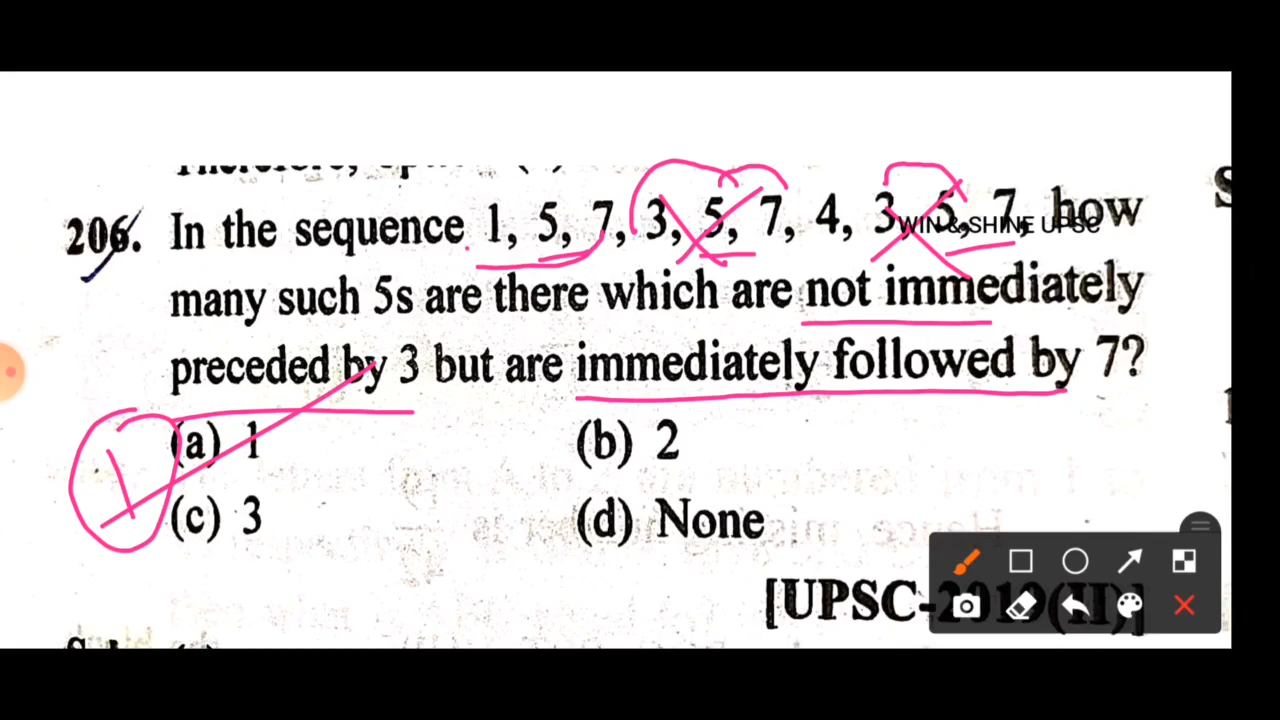 206. In the sequence 1, 5, 7, 3, 5, 7, 4, 3, 5, 7, how
WIN & SHINE UPSC
many such 5s are there which are not immediately
preceded by 3 but are immediately followed by 7?
(a) 1 (b) 2
(c) 3 (d) None
[UPSC-2019(II)]